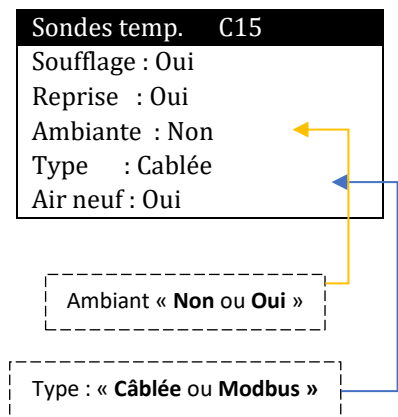 Sondes temp. C15
Soufflage : Oui
Reprise : Oui
Ambiante : Non
Type : Cablée
Air neuf : Oui
Ambiant « Non ou Oui »
Type : « Câblée ou Modbus »